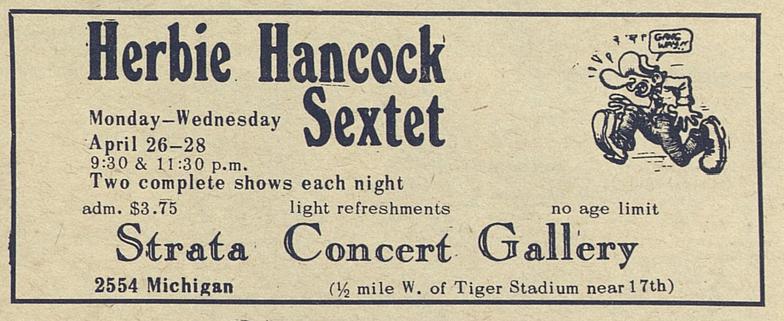 Herbie Hancock
Sextet
Monday–Wednesday
April 26–28
9:30 & 11:30 p.m.
Two complete shows each night
GANG
WAY!!
adm. $3.75 light refreshments no age limit
Strata Concert Gallery
2554 Michigan (½ mile W. of Tiger Stadium near 17th)